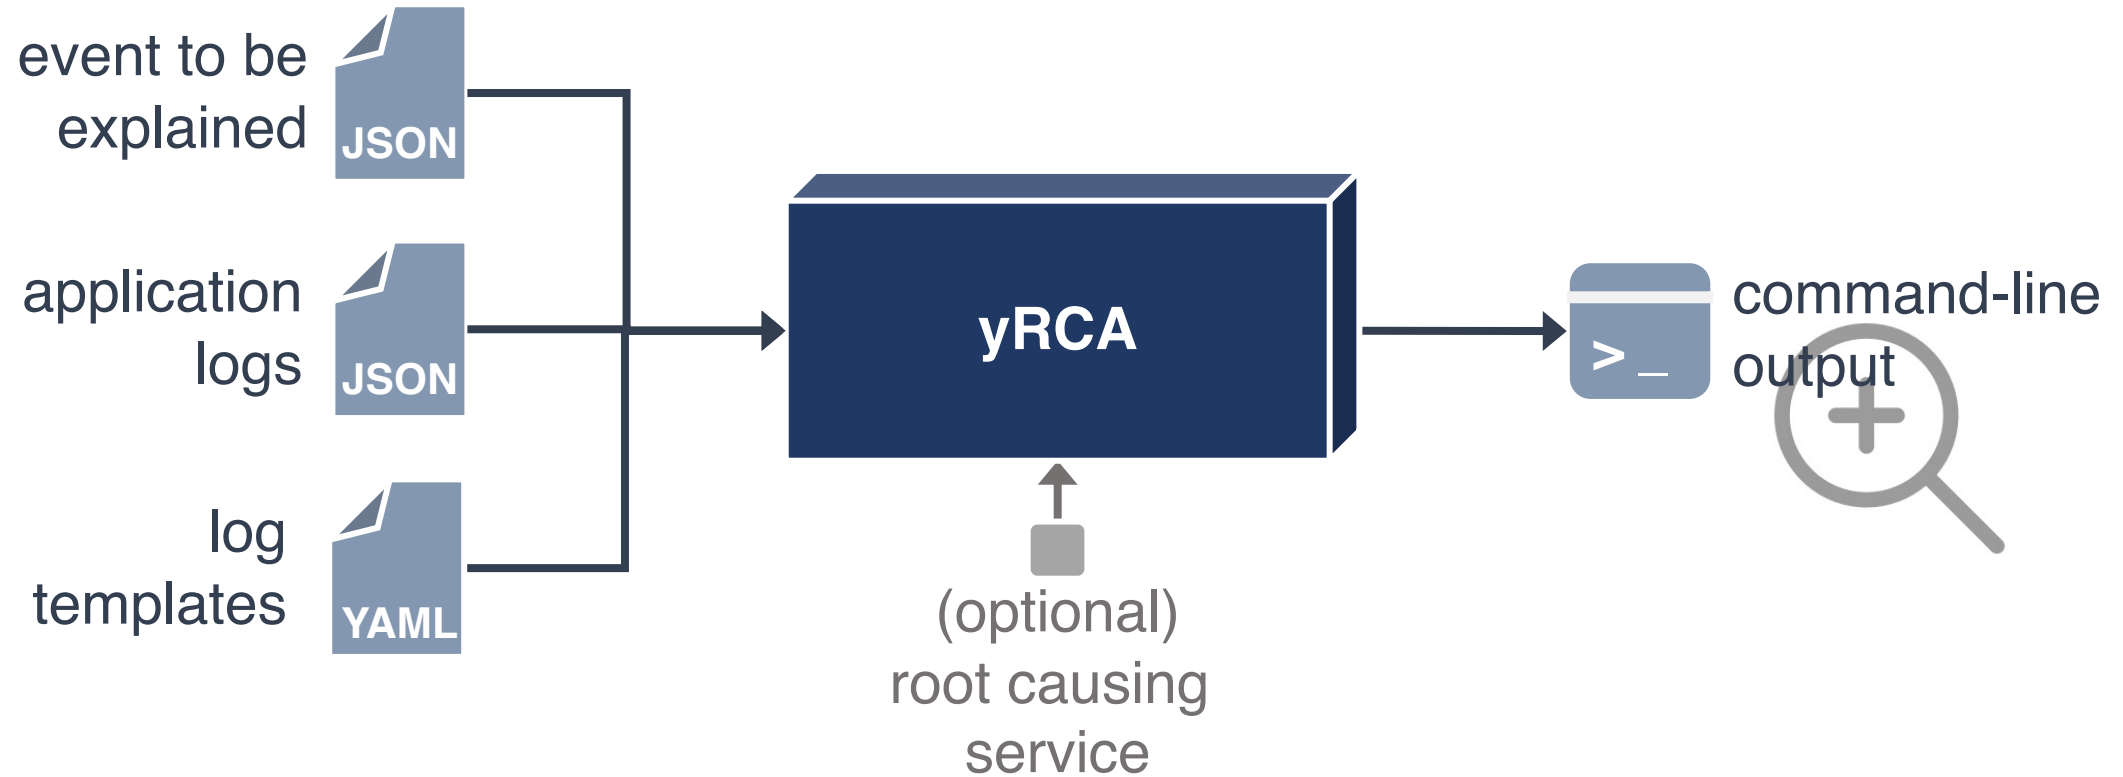 event to be
explained
JSON
application
logs
JSON
log
templates
YAML
yRCA
(optional)
root causing
service
>_
command-line
output